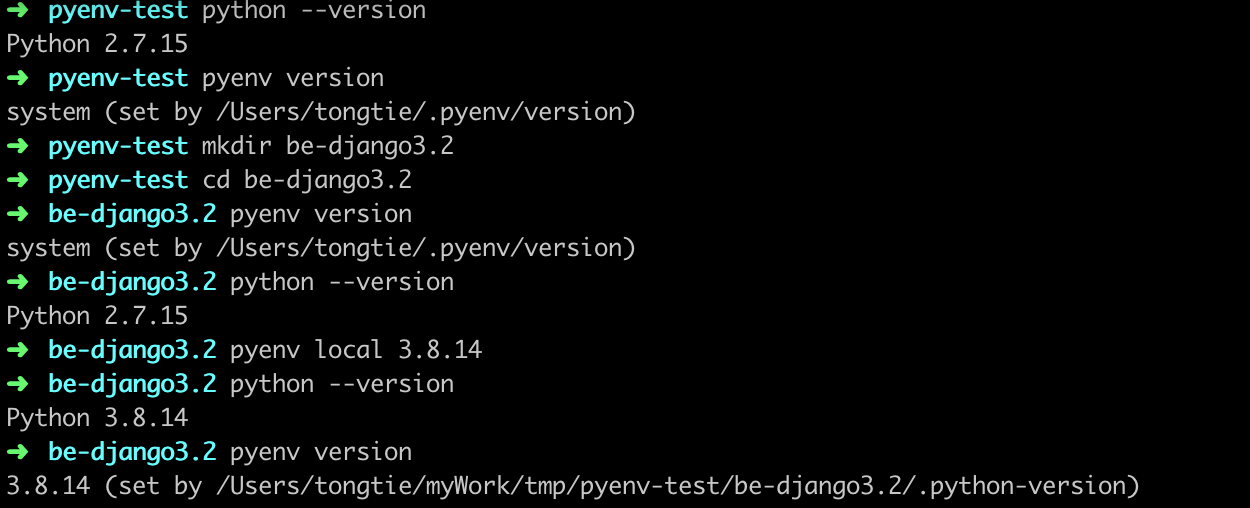 ➜ pyenv-test python --version
Python 2.7.15
➜ pyenv-test pyenv version
system (set by /Users/tongtie/.pyenv/version)
➜ pyenv-test mkdir be-django3.2
➜ pyenv-test cd be-django3.2
➜ be-django3.2 pyenv version
system (set by /Users/tongtie/.pyenv/version)
➜ be-django3.2 python --version
Python 2.7.15
➜ be-django3.2 pyenv local 3.8.14
➜ be-django3.2 python --version
Python 3.8.14
➜ be-django3.2 pyenv version
3.8.14 (set by /Users/tongtie/myWork/tmp/pyenv-test/be-django3.2/.python-version)